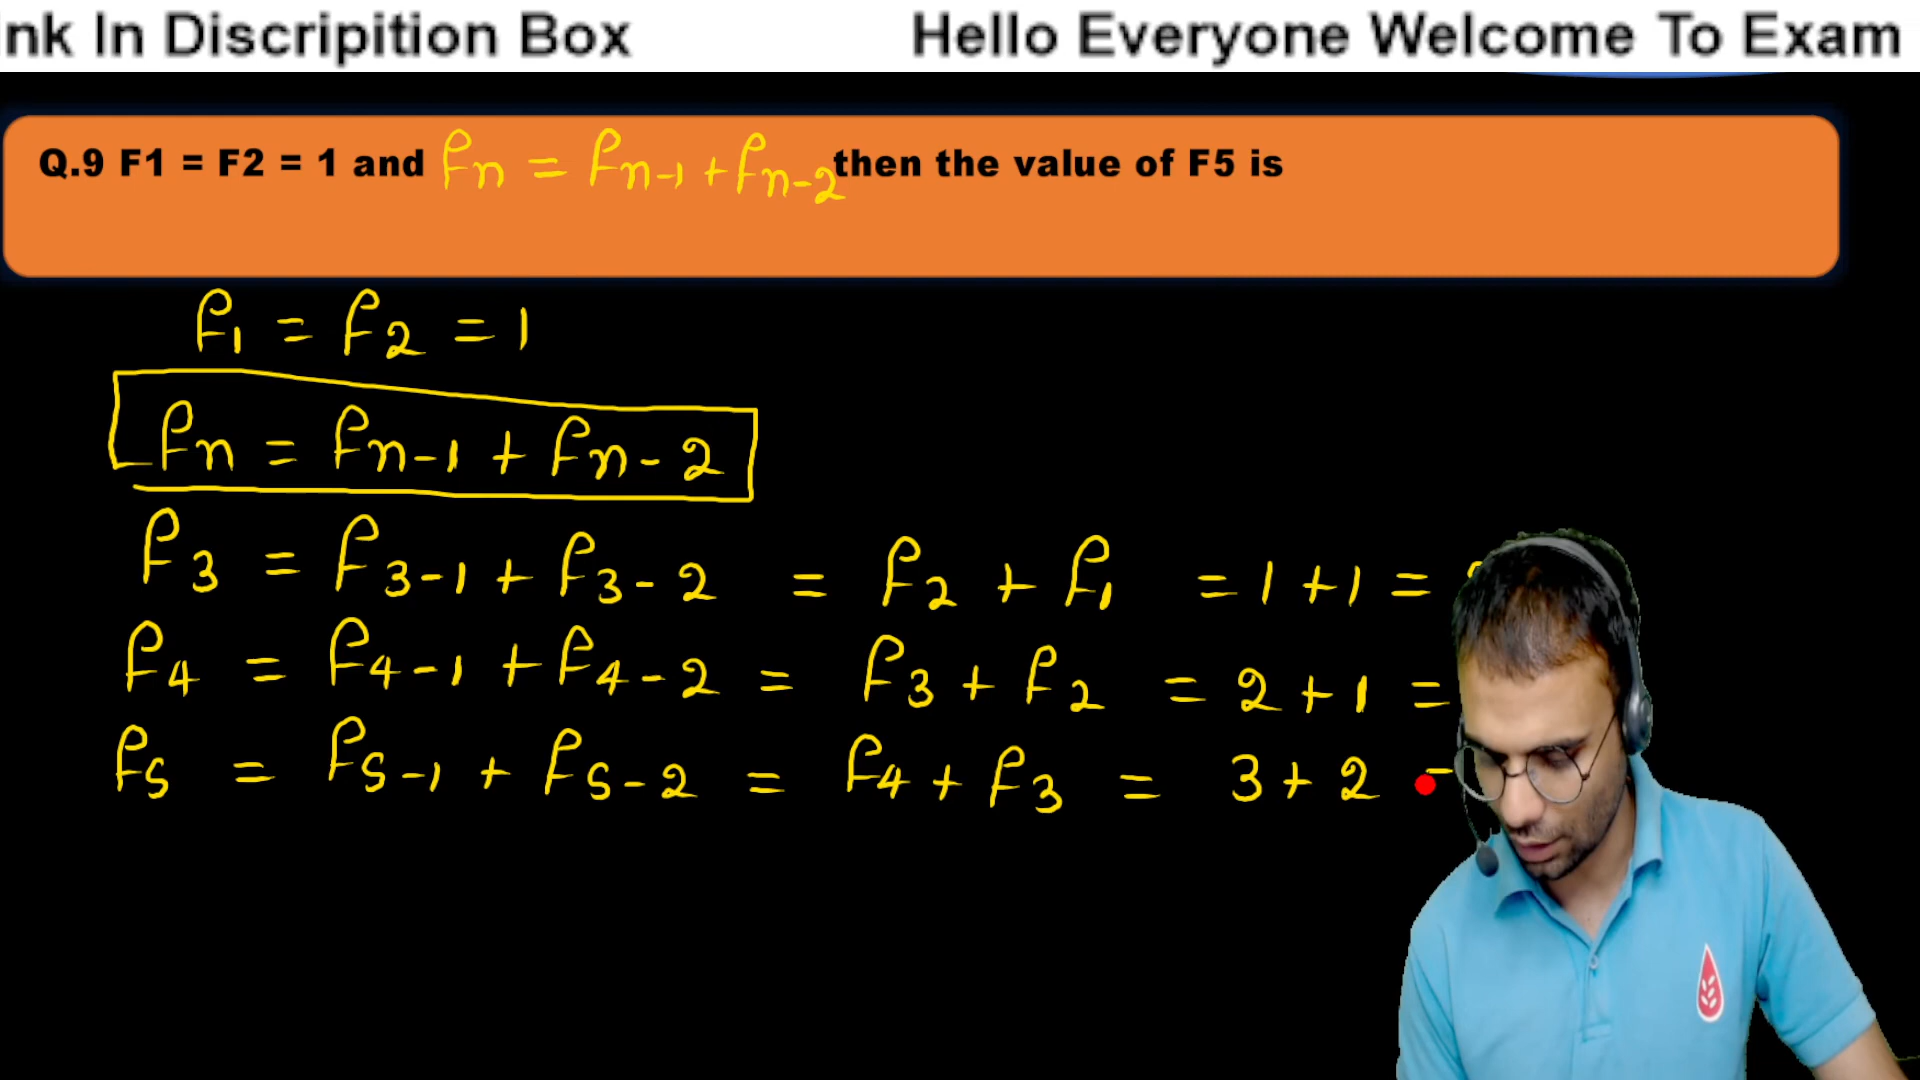 nk In Discripition Box Hello Everyone Welcome To Exam
Q.9 F1 = F2 = 1 and Fn = Fn-1 + Fn-2 then the value of F5 is
F1 = F2 = 1
Fn = Fn-1 + Fn-2
F3 = F3-1 + F3-2 = F2 + F1 = 1 + 1 =
F4 = F4-1 + F4-2 = F3 + F2 = 2 + 1 =
F5 = F5-1 + F5-2 = F4 + F3 = 3 + 2 =